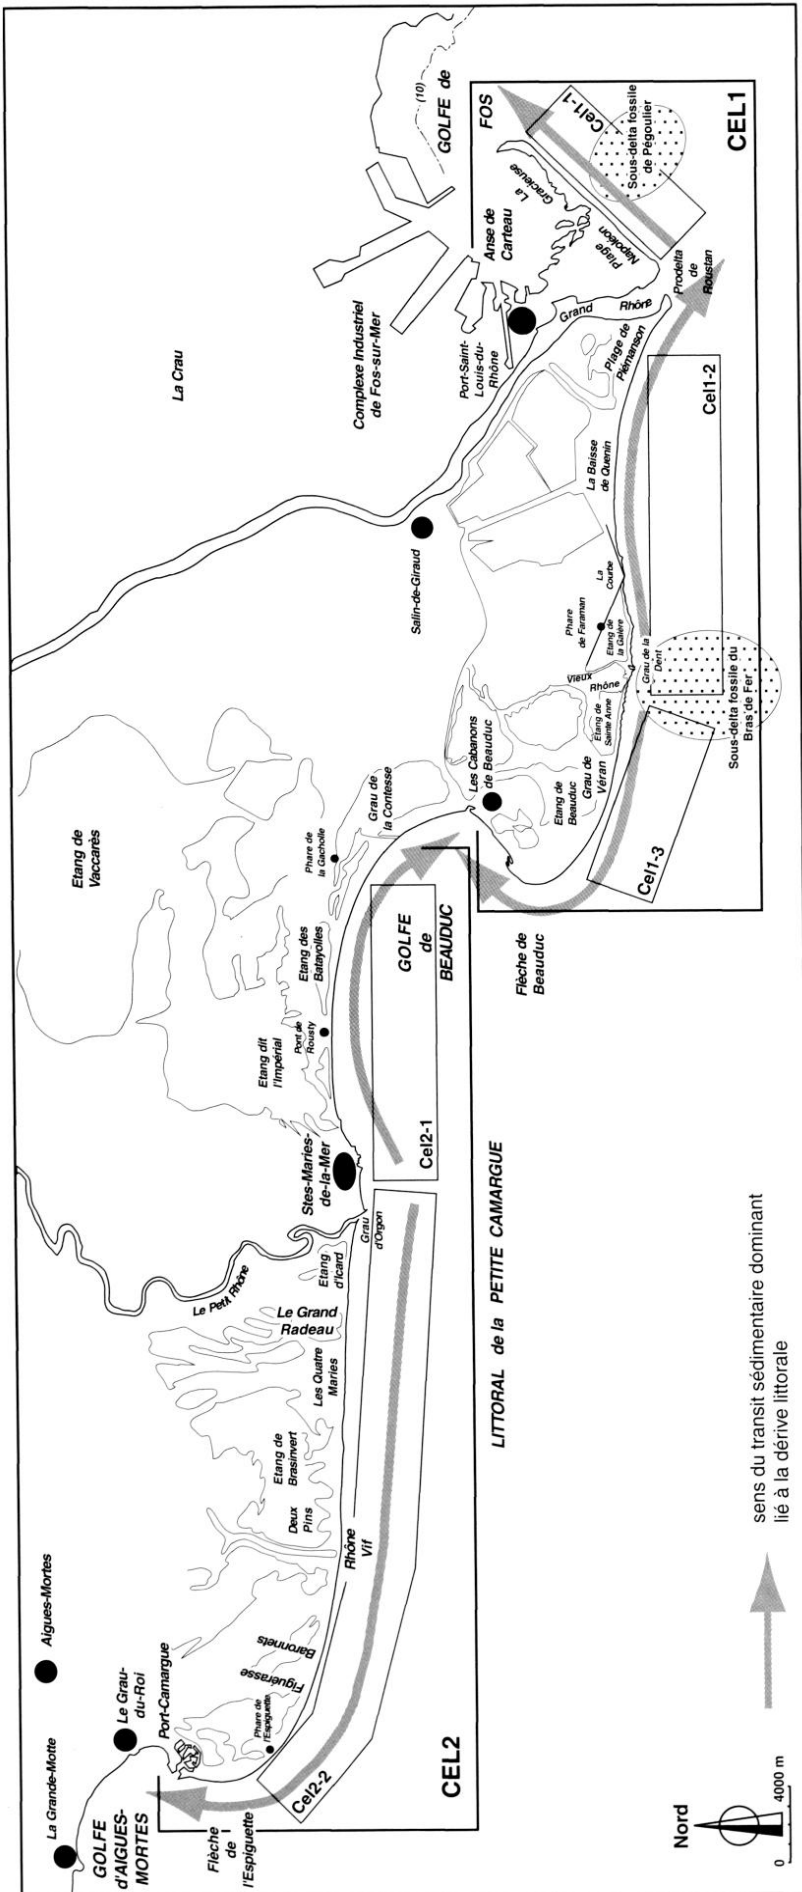 La Grande-Motte
Aigues-Mortes
Le Grau-
du-Roi
Port-Camargue
GOLFE
d'AIGUES-
MORTES
Flèche
de
l'Espiguette
Phare de
l'Espiguette
Figuérasse
Baronnets
Cel2-2
CEL2
Rhône
Vif
Deux
Pins
Etang de
Brasinvert
Les Quatre
Maries
Le Grand
Radeau
Etang
d'Icard
Le Petit Rhône
Grau
d'Orgon
Stes-Maries-
de-la-Mer
Cel2-1
LITTORAL de la PETITE CAMARGUE
Etang dit
l'Impérial
Pont de
Rousty
Etang des
Batayolles
Phare de
la Gacholle
Etang de
Vaccarès
Grau de
la Contesse
GOLFE
de
BEAUDUC
Flèche de
Beauduc
Les Cabanons
de Beauduc
Etang de
Beauduc
Grau de
Véran
Etang de
Sainte Anne
Vieux
Rhône
Cel1-3
Sous-delta fossile du
Bras de Fer
Grau de la
Dent
Etang de
la Galère
Phare
de Faraman
La
Courbe
Salin-de-Giraud
La Baisse
de Quenin
Cel1-2
Plage de
Piémanson
Grand Rhône
Port-Saint-
Louis-du-
Rhône
La Crau
Complexe Industriel
de Fos-sur-Mer
Anse de
Carteau
La
Gracieuse
Plage
Napoléon
Prodelta
de
Roustan
Sous-delta fossile
de Pégoulier
Cel1-1
CEL1
GOLFE de
FOS
(10)
Nord
0 4000 m
sens du transit sédimentaire dominant
lié à la dérive littorale